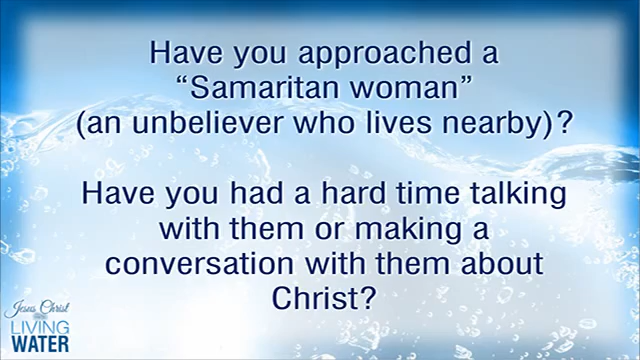 Have you approached a
“Samaritan woman”
(an unbeliever who lives nearby)?
Have you had a hard time talking
with them or making a
conversation with them about
Christ?
Jesus Christ
LIVING
WATER